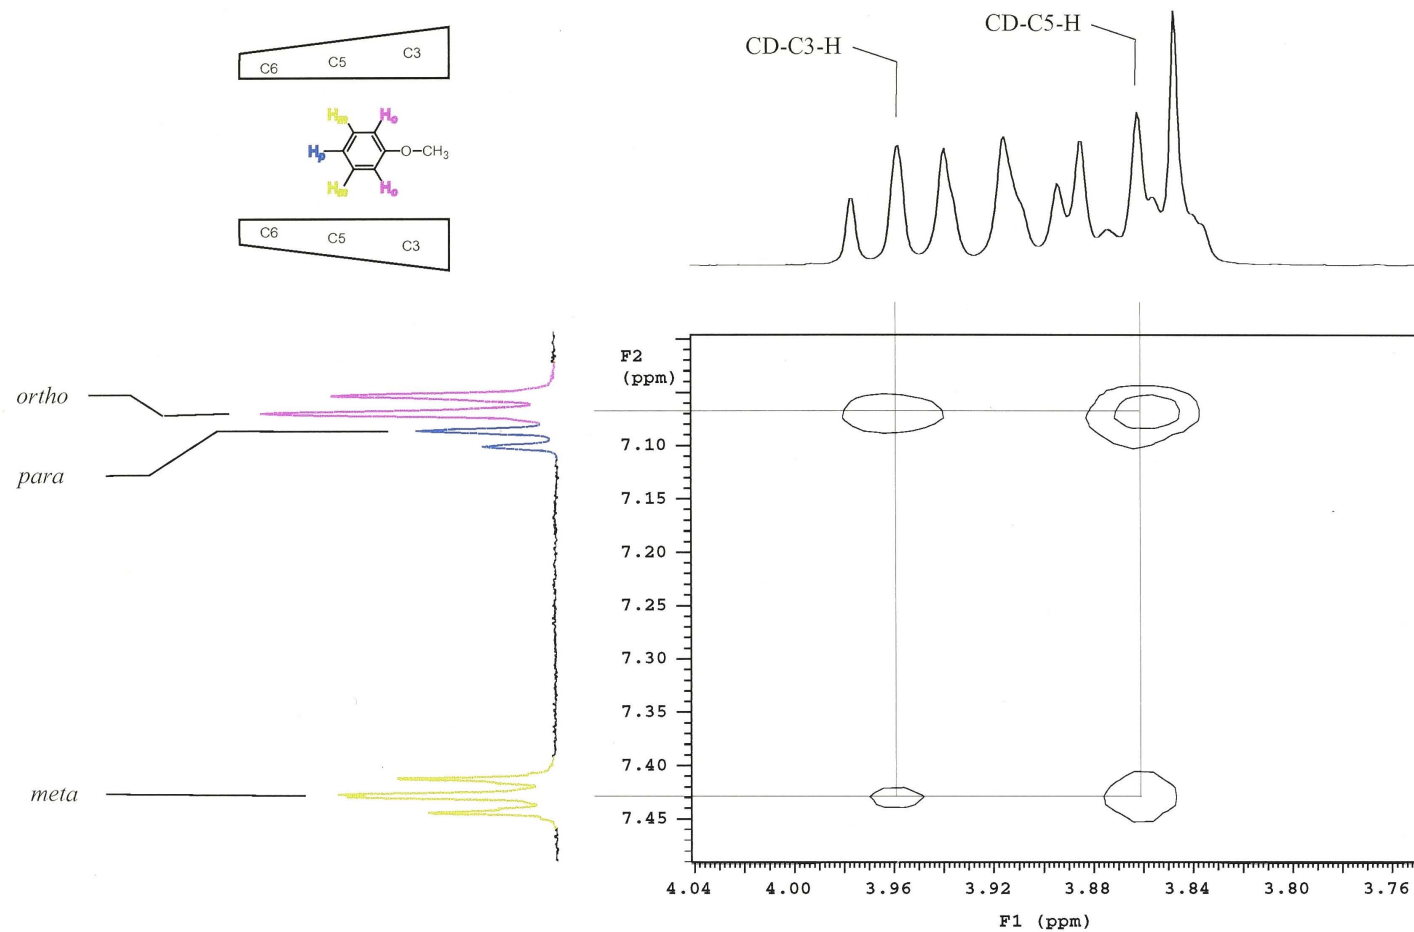 CD-C5-H
CD-C3-H
C6 C5 C3
Hm Ho
Hp O—CH3
Hm Ho
C6 C5 C3
F2
(ppm)
ortho
para
meta
7.10
7.15
7.20
7.25
7.30
7.35
7.40
7.45
4.04 4.00 3.96 3.92 3.88 3.84 3.80 3.76
F1 (ppm)